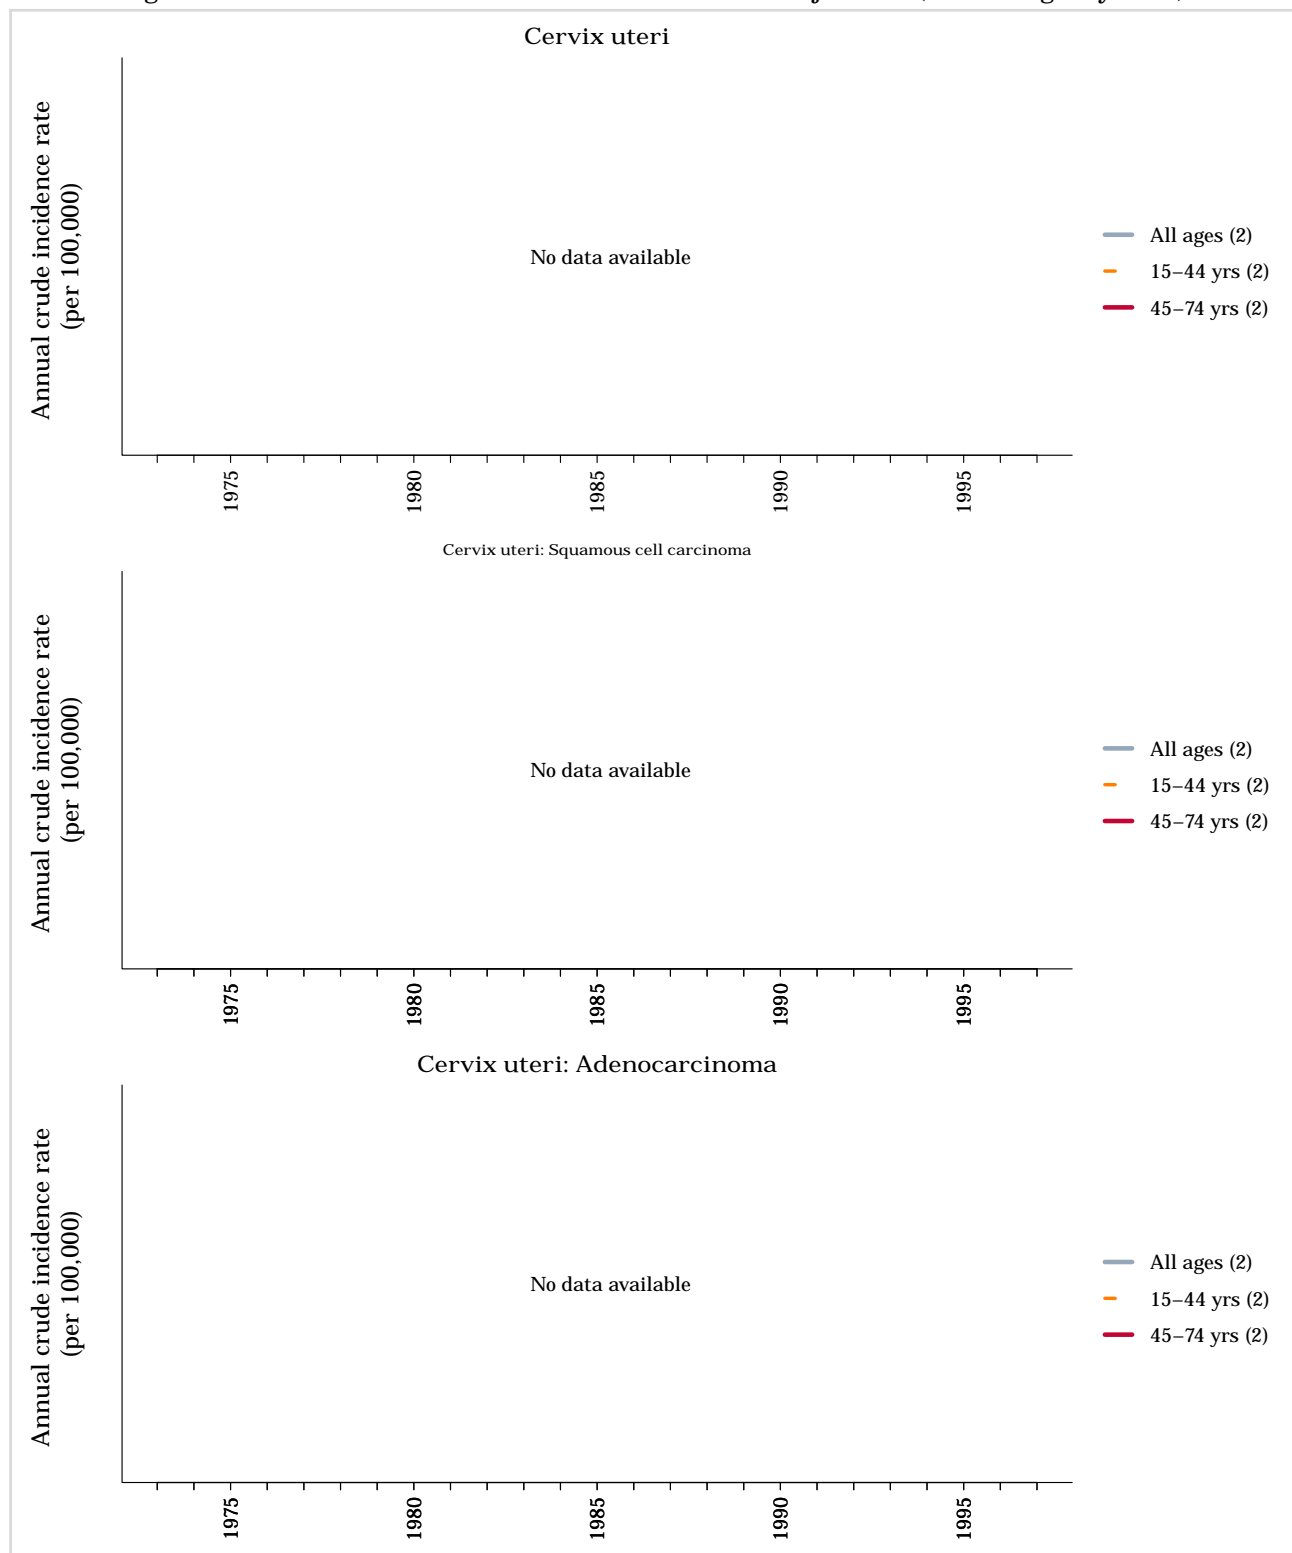 Cervix uteri
Annual crude incidence rate
(per 100,000)
No data available
All ages (2)
15–44 yrs (2)
45–74 yrs (2)
1975
1980
1985
1990
1995
Cervix uteri: Squamous cell carcinoma
Annual crude incidence rate
(per 100,000)
No data available
All ages (2)
15–44 yrs (2)
45–74 yrs (2)
1975
1980
1985
1990
1995
Cervix uteri: Adenocarcinoma
Annual crude incidence rate
(per 100,000)
No data available
All ages (2)
15–44 yrs (2)
45–74 yrs (2)
1975
1980
1985
1990
1995